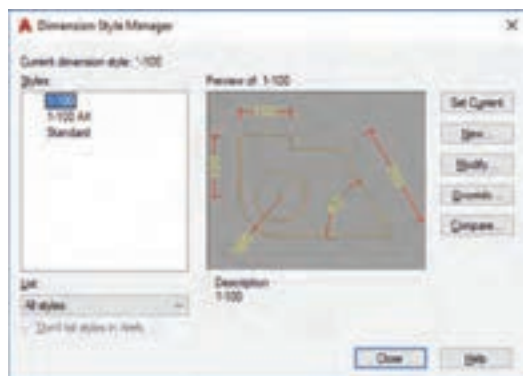 Dimension Style Manager
Current dimension style: 1-100
Styles:
1-100
1-100 Alt
Standard
Preview of: 1-100
Set Current
New...
Modify...
Override...
Compare...
List:
All styles
Don't list styles in Xrefs
Description
1-100
Close
Help